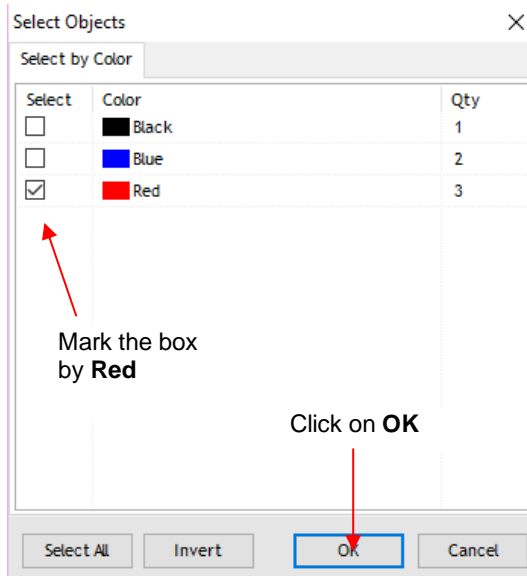 Select Objects
Select by Color
Select Color Qty
Black 1
Blue 2
Red 3
Mark the box
by Red
Click on OK
Select All Invert OK Cancel